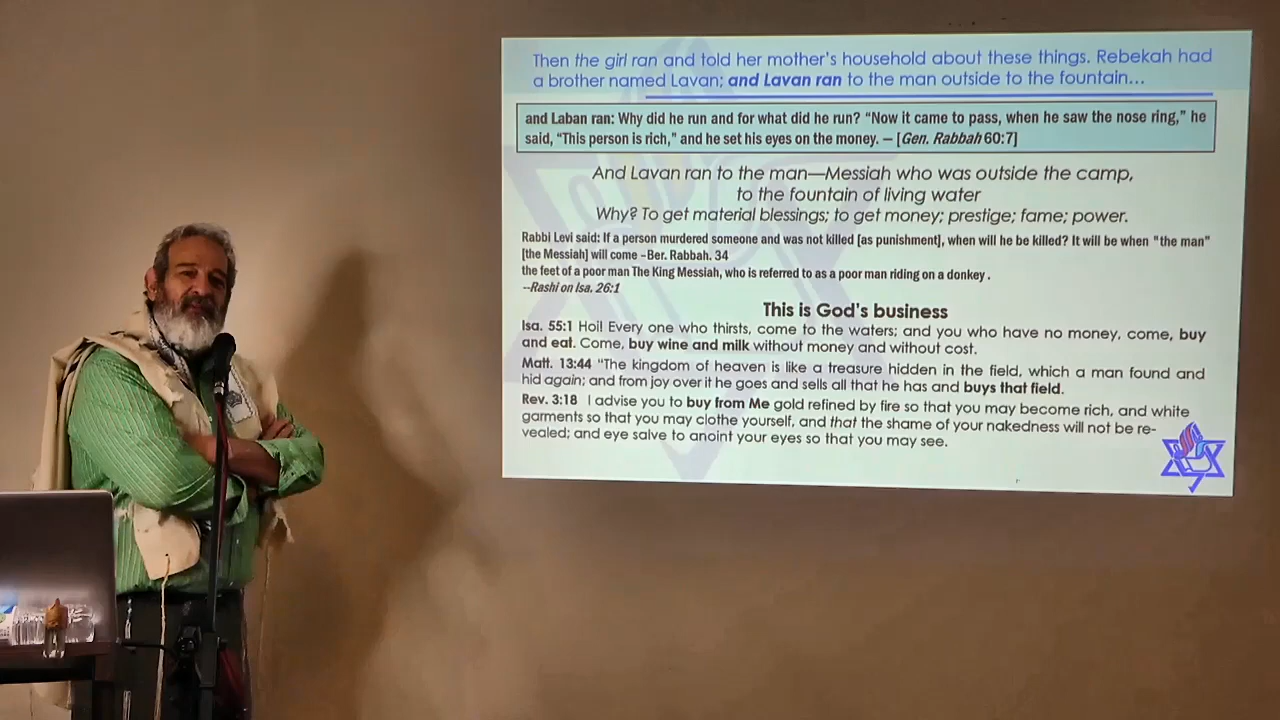 Then the girl ran and told her mother's household about these things. Rebekah had
a brother named Lavan; and Lavan ran to the man outside to the fountain...
and Laban ran: Why did he run and for what did he run? "Now it came to pass, when he saw the nose ring," he
said, "This person is rich," and he set his eyes on the money. — [Gen. Rabbah 60:7]
And Lavan ran to the man—Messiah who was outside the camp,
to the fountain of living water
Why? To get material blessings; to get money; prestige; fame; power.
Rabbi Levi said: If a person murdered someone and was not killed [as punishment], when will he be killed? It will be when "the man"
[the Messiah] will come –Ber. Rabbah. 34
the feet of a poor man The King Messiah, who is referred to as a poor man riding on a donkey .
--Rashi on Isa. 26:1
This is God's business
Isa. 55:1 Hoi! Every one who thirsts, come to the waters; and you who have no money, come, buy
and eat. Come, buy wine and milk without money and without cost.
Matt. 13:44 "The kingdom of heaven is like a treasure hidden in the field, which a man found and
hid again; and from joy over it he goes and sells all that he has and buys that field.
Rev. 3:18 I advise you to buy from Me gold refined by fire so that you may become rich, and white
garments so that you may clothe yourself, and that the shame of your nakedness will not be re-
vealed; and eye salve to anoint your eyes so that you may see.